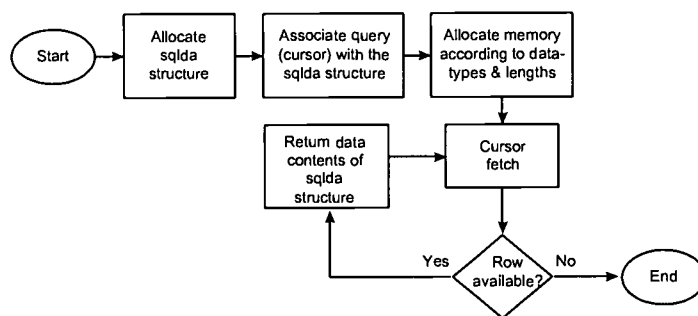 Start
Allocate
sqlda
structure
Associate query
(cursor) with the
sqlda structure
Allocate memory
according to data-
types & lengths
Return data
contents of
sqlda
structure
Cursor
fetch
Yes
Row
available?
No
End